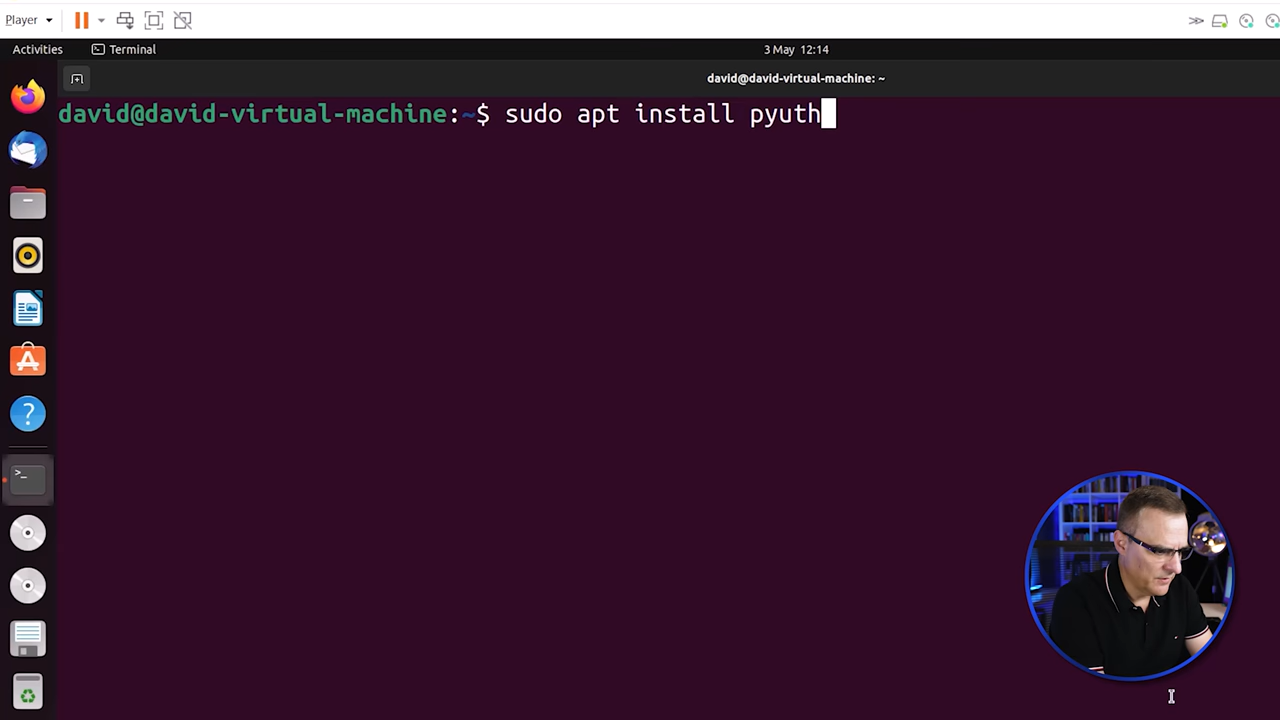 Player
Activities
Terminal
3 May 12:14
david@david-virtual-machine: ~
david@david-virtual-machine:~$ sudo apt install pyuth